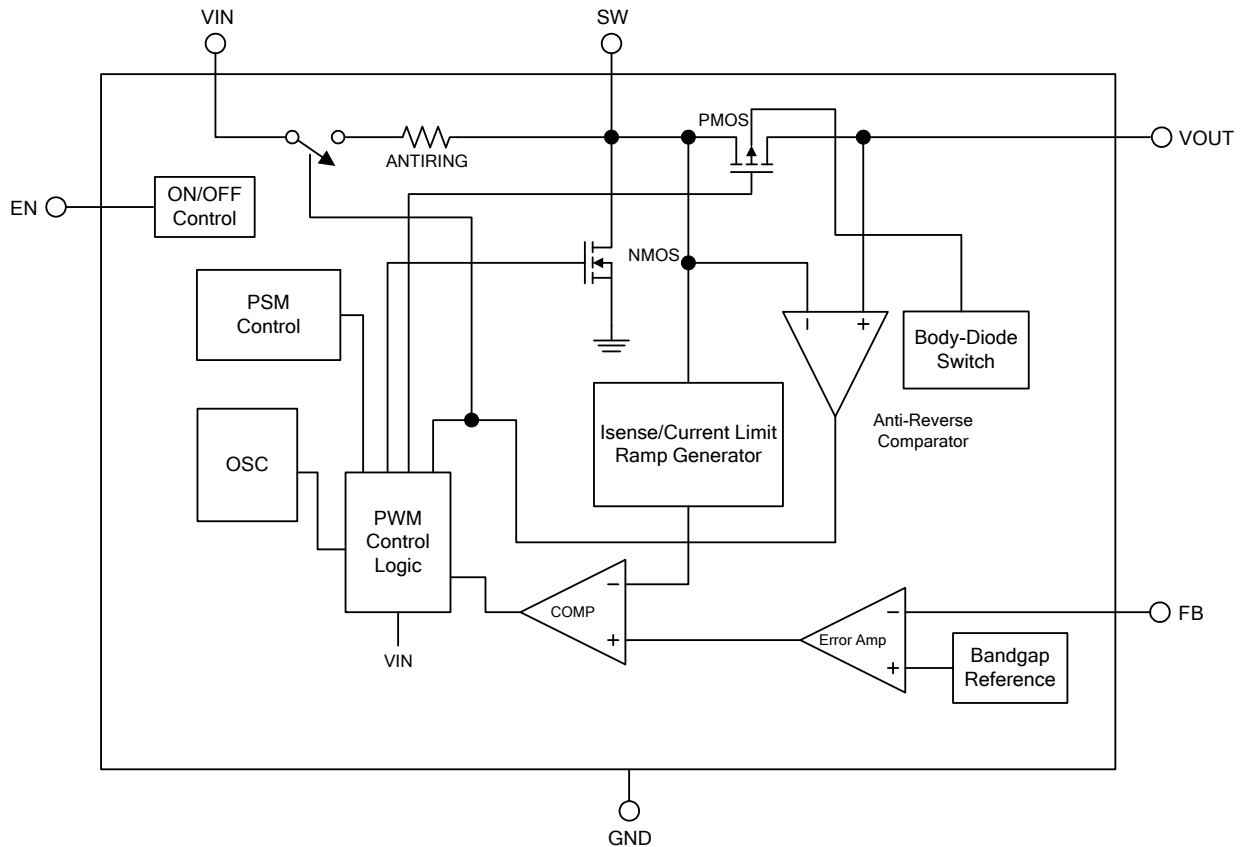 VIN
SW
PMOS
VOUT
ANTIRING
EN
ON/OFF
Control
NMOS
PSM
Control
−
+
Body-Diode
Switch
Isense/Current Limit
Ramp Generator
Anti-Reverse
Comparator
OSC
PWM
Control
Logic
VIN
COMP
−
+
Error Amp
−
+
FB
Bandgap
Reference
GND